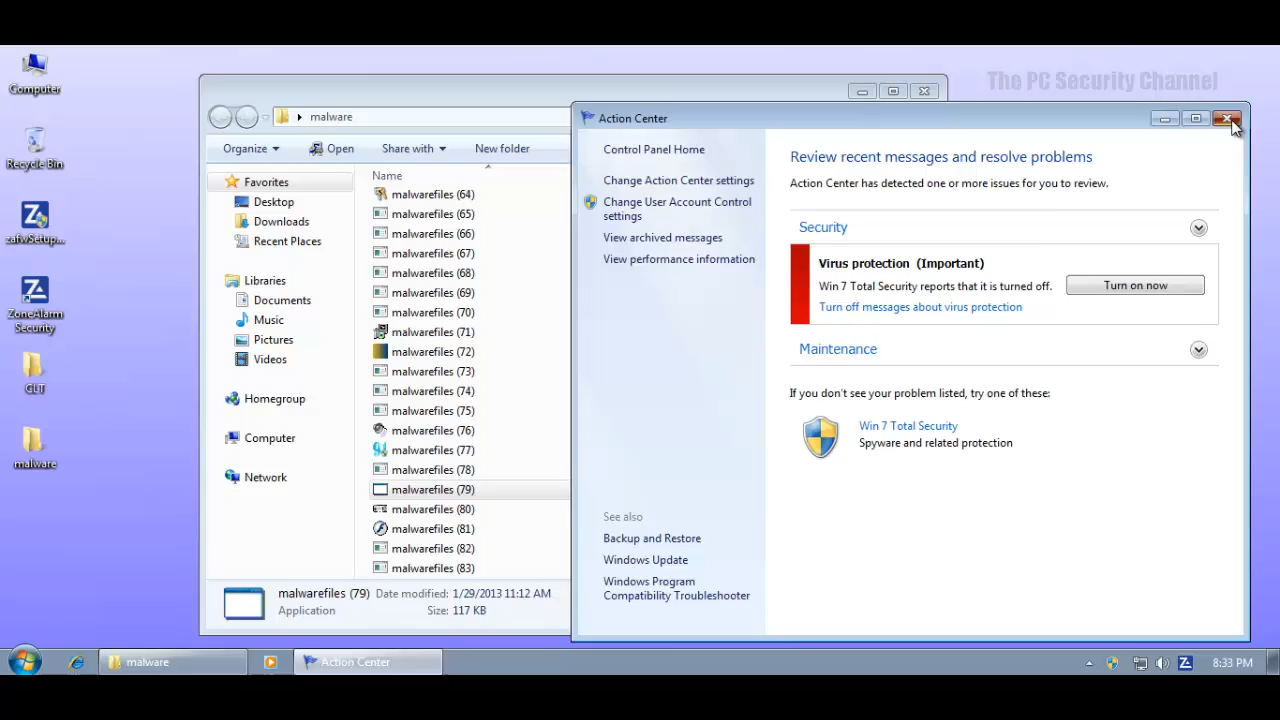 The PC Security Channel
Computer
Recycle Bin
zafwSetup...
ZoneAlarm
Security
CLT
malware
malware
Organize
Open
Share with
New folder
Favorites
Desktop
Downloads
Recent Places
Libraries
Documents
Music
Pictures
Videos
Homegroup
Computer
Network
Name
malwarefiles (64)
malwarefiles (65)
malwarefiles (66)
malwarefiles (67)
malwarefiles (68)
malwarefiles (69)
malwarefiles (70)
malwarefiles (71)
malwarefiles (72)
malwarefiles (73)
malwarefiles (74)
malwarefiles (75)
malwarefiles (76)
malwarefiles (77)
malwarefiles (78)
malwarefiles (79)
malwarefiles (80)
malwarefiles (81)
malwarefiles (82)
malwarefiles (83)
malwarefiles (79) Date modified: 1/29/2013 11:12 AM
Application Size: 117 KB
Action Center
Control Panel Home
Change Action Center settings
Change User Account Control
settings
View archived messages
View performance information
See also
Backup and Restore
Windows Update
Windows Program
Compatibility Troubleshooter
Review recent messages and resolve problems
Action Center has detected one or more issues for you to review.
Security
Virus protection (Important)
Win 7 Total Security reports that it is turned off.
Turn on now
Turn off messages about virus protection
Maintenance
If you don't see your problem listed, try one of these:
Win 7 Total Security
Spyware and related protection
malware
Action Center
8:33 PM